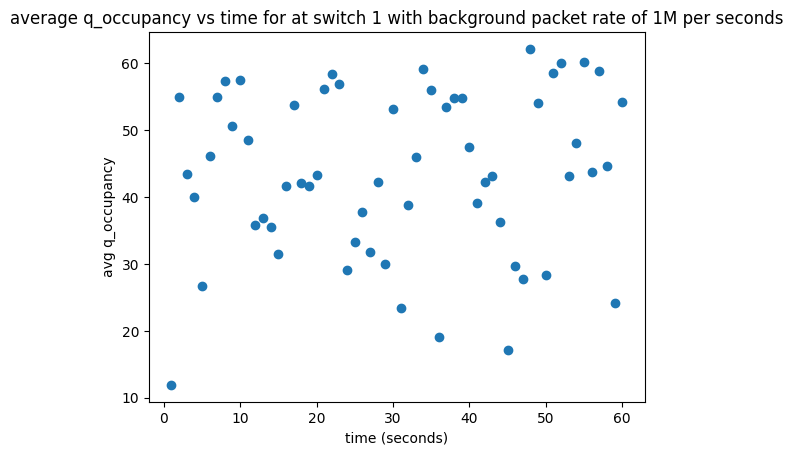 average q_occupancy vs time for at switch 1 with background packet rate of 1M per seconds
60
50
40
30
20
10
avg q_occupancy
0 10 20 30 40 50 60
time (seconds)